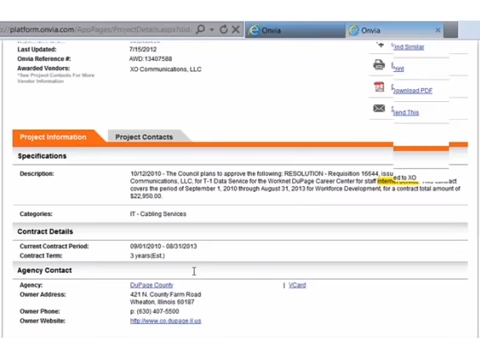 platform.onvia.com/AppPages/ProjectDetails.aspx?id
Onvia
Onvia
Last Updated: 7/15/2012
Onvia Reference #: AWD:13407588
Awarded Vendors: XO Communications, LLC
*See Project Contacts For More
Vendor Information
Find Similar
Print
Download PDF
Send This
Project Information
Project Contacts
Specifications
Description: 10/12/2010 - The Council plans to approve the following: RESOLUTION - Requisition 16644, issued to XO
Communications, LLC, for T-1 Data Service for the Worknet DuPage Career Center for staff internet contract
covers the period of September 1, 2010 through August 31, 2013 for Workforce Development, for a contract total amount of
$22,950.00.
Categories: IT - Cabling Services
Contract Details
Current Contract Period: 09/01/2010 - 08/31/2013
Contract Term: 3 years(Est.)
Agency Contact
Agency: DuPage County | VCard
Owner Address: 421 N. County Farm Road
Wheaton, Illinois 60187
Owner Phone: p: (630) 407-5500
Owner Website: http://www.co.dupage.il.us